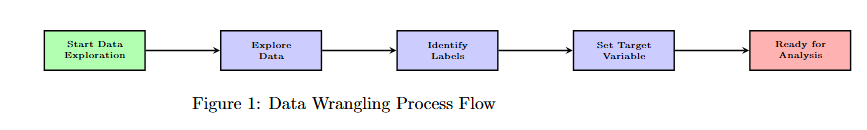 Start Data
Exploration
Explore
Data
Identify
Labels
Set Target
Variable
Ready for
Analysis
Figure 1: Data Wrangling Process Flow